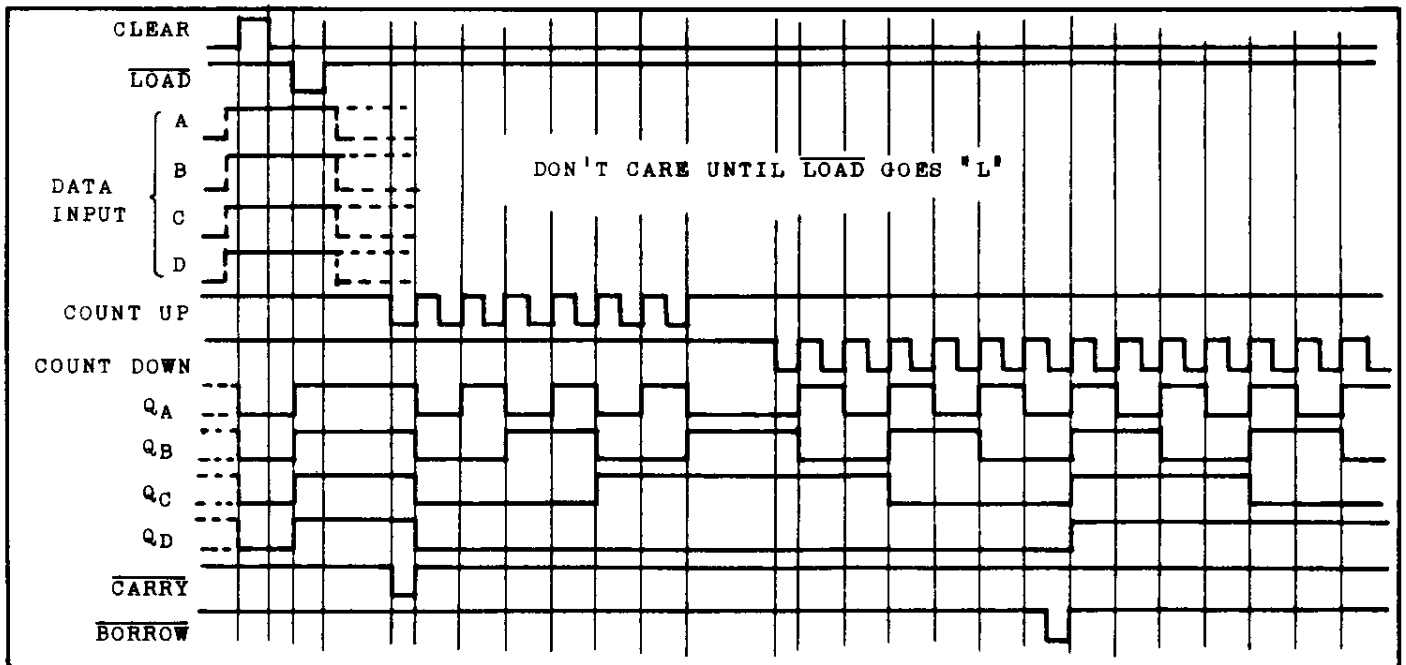 CLEAR
LOAD
A
B
DON'T CARE UNTIL LOAD GOES "L"
DATA
INPUT
C
D
COUNT UP
COUNT DOWN
QA
QB
QC
QD
CARRY
BORROW